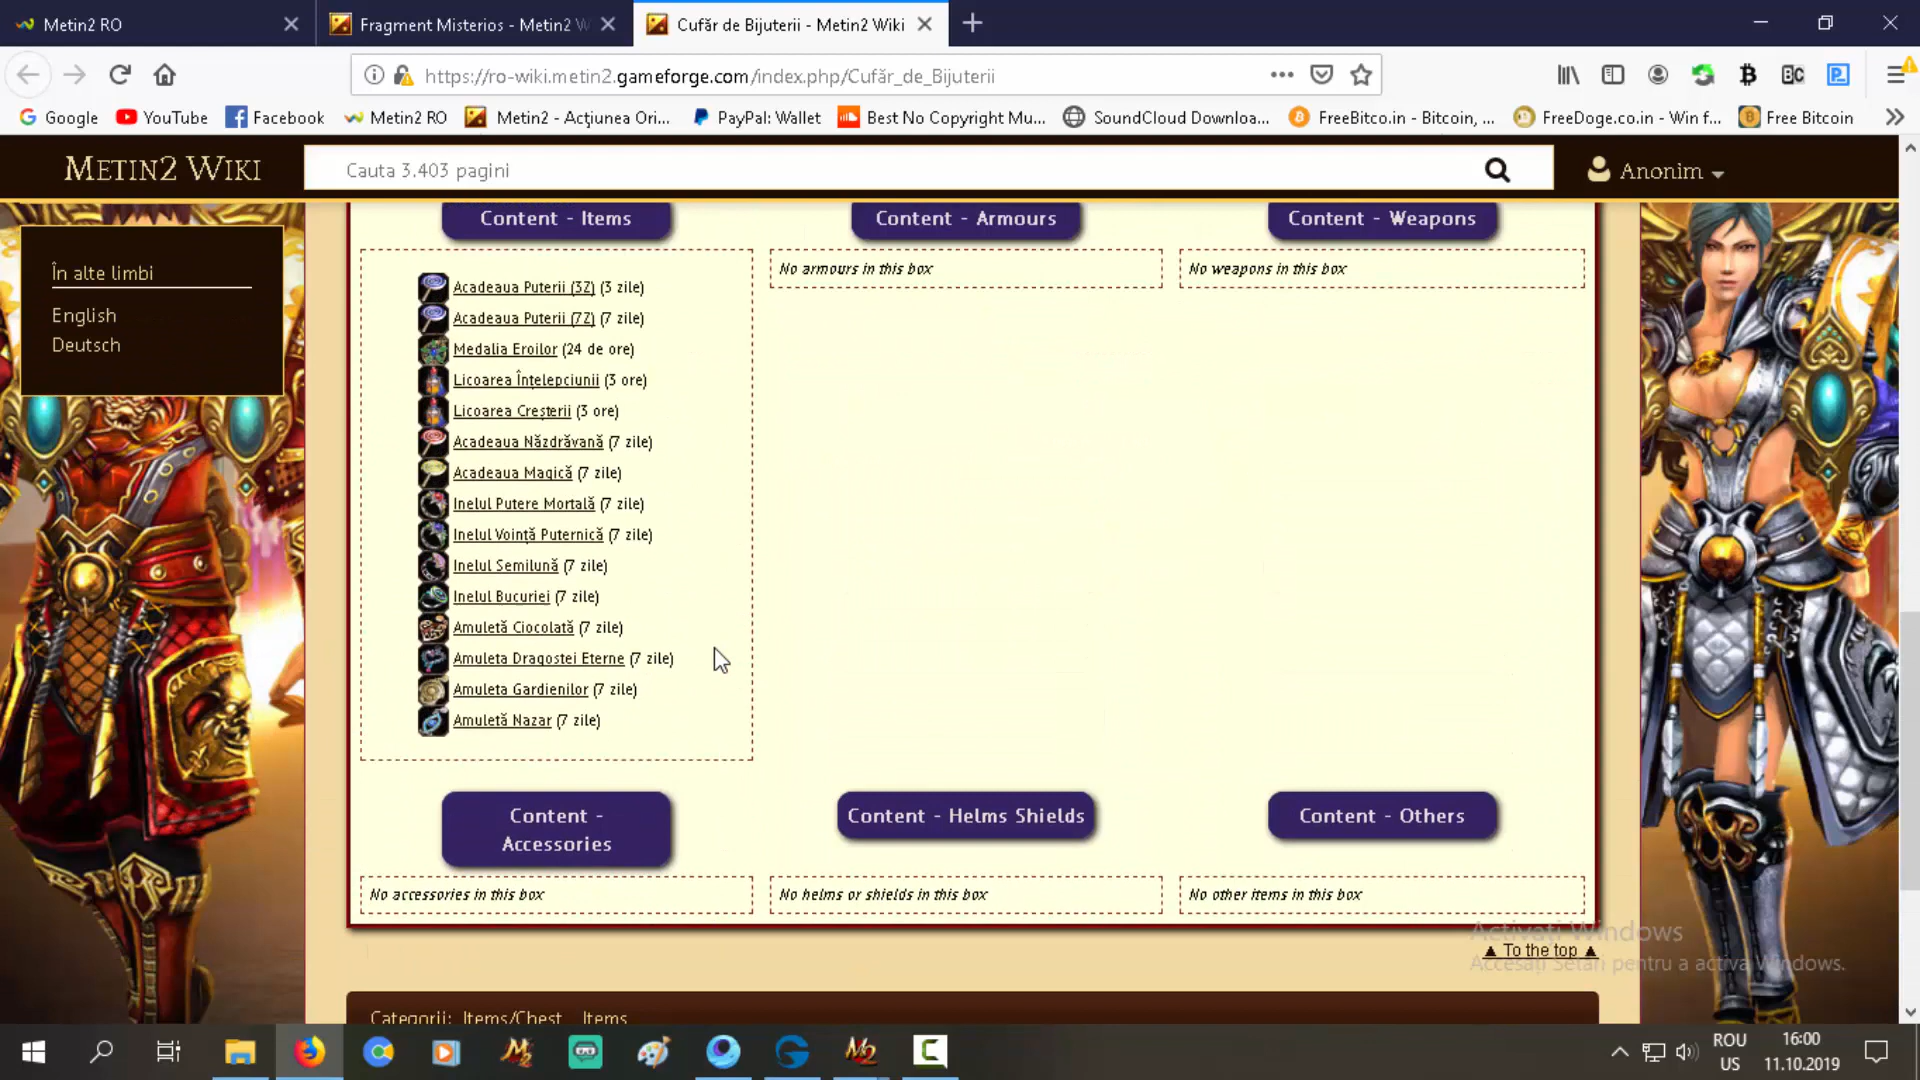 Metin2 RO
Fragment Misterios - Metin2 W
Cufăr de Bijuterii - Metin2 Wiki
https://ro-wiki.metin2.gameforge.com/index.php/Cufăr_de_Bijuterii
Google
YouTube
Facebook
Metin2 RO
Metin2 - Acţiunea Ori...
PayPal: Wallet
Best No Copyright Mu...
SoundCloud Downloa...
FreeBitco.in - Bitcoin, ...
FreeDoge.co.in - Win f...
Free Bitcoin
Metin2 Wiki
Cauta 3.403 pagini
Anonim
În alte limbi
English
Deutsch
Content - Items
Content - Armours
Content - Weapons
No armours in this box
No weapons in this box
Acadeaua Puterii (3Z) (3 zile)
Acadeaua Puterii (7Z) (7 zile)
Medalia Eroilor (24 de ore)
Licoarea Înțelepciunii (3 ore)
Licoarea Creșterii (3 ore)
Acadeaua Năzdrăvană (7 zile)
Acadeaua Magică (7 zile)
Inelul Putere Mortală (7 zile)
Inelul Voință Puternică (7 zile)
Inelul Semilună (7 zile)
Inelul Bucuriei (7 zile)
Amuletă Ciocolată (7 zile)
Amuleta Dragostei Eterne (7 zile)
Amuleta Gardienilor (7 zile)
Amuletă Nazar (7 zile)
Content -
Accessories
Content - Helms Shields
Content - Others
No accessories in this box
No helms or shields in this box
No other items in this box
Activați Windows
▲ To the top ▲
Accesați Setări pentru a activa Windows.
Categorii: Items/Chest Items
ROU
US
16:00
11.10.2019